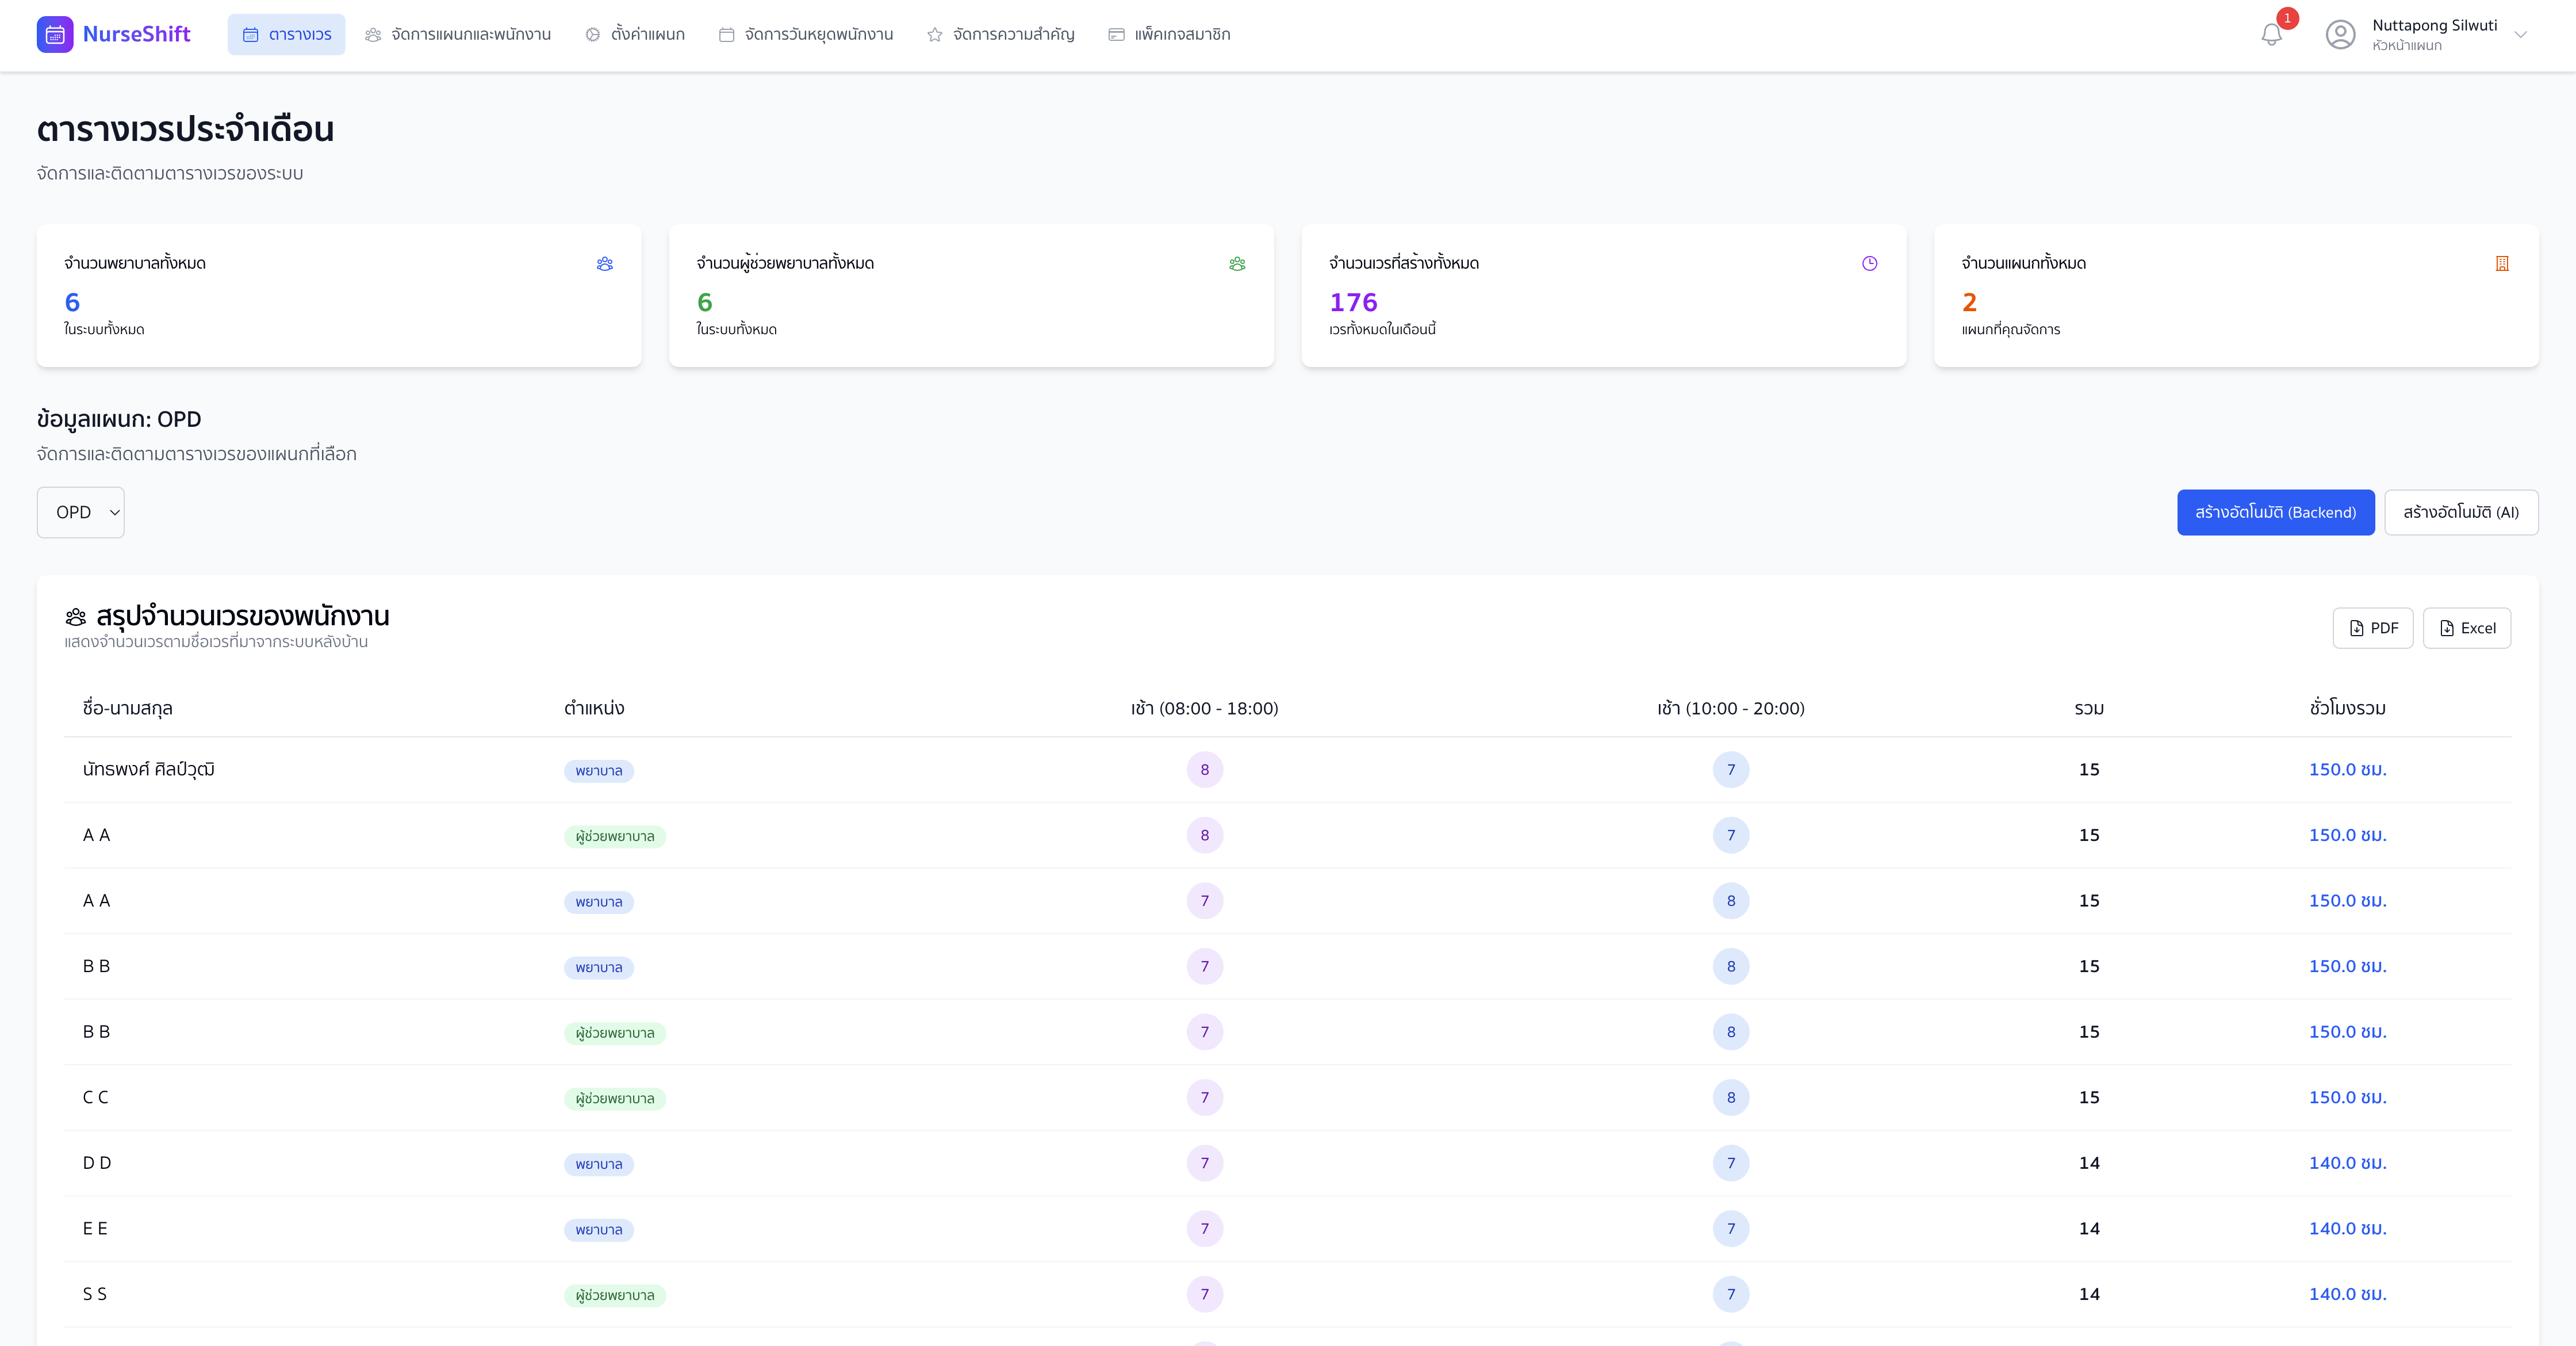 NurseShift ตารางเวร จัดการแผนกและพนักงาน ตั้งค่าแผนก จัดการวันหยุดพนักงาน จัดการความสำคัญ แพ็คเกจสมาชิก 1 Nuttapong Silwuti
หัวหน้าแผนก
ตารางเวรประจำเดือน
จัดการและติดตามตารางเวรของระบบ
จำนวนพยาบาลทั้งหมด
6
ในระบบทั้งหมด
จำนวนผู้ช่วยพยาบาลทั้งหมด
6
ในระบบทั้งหมด
จำนวนเวรที่สร้างทั้งหมด
176
เวรทั้งหมดในเดือนนี้
จำนวนแผนกทั้งหมด
2
แผนกที่คุณจัดการ
ข้อมูลแผนก: OPD
จัดการและติดตามตารางเวรของแผนกที่เลือก
OPD สร้างอัตโนมัติ (Backend) สร้างอัตโนมัติ (AI)
สรุปจำนวนเวรของพนักงาน
แสดงจำนวนเวรตามชื่อเวรที่มาจากระบบหลังบ้าน
PDF Excel
ชื่อ-นามสกุล ตำแหน่ง เช้า (08:00 - 18:00) เช้า (10:00 - 20:00) รวม ชั่วโมงรวม
นัทธพงศ์ ศิลป์วุฒิ พยาบาล 8 7 15 150.0 ชม.
A A ผู้ช่วยพยาบาล 8 7 15 150.0 ชม.
A A พยาบาล 7 8 15 150.0 ชม.
B B พยาบาล 7 8 15 150.0 ชม.
B B ผู้ช่วยพยาบาล 7 8 15 150.0 ชม.
C C ผู้ช่วยพยาบาล 7 8 15 150.0 ชม.
D D พยาบาล 7 7 14 140.0 ชม.
E E พยาบาล 7 7 14 140.0 ชม.
S S ผู้ช่วยพยาบาล 7 7 14 140.0 ชม.